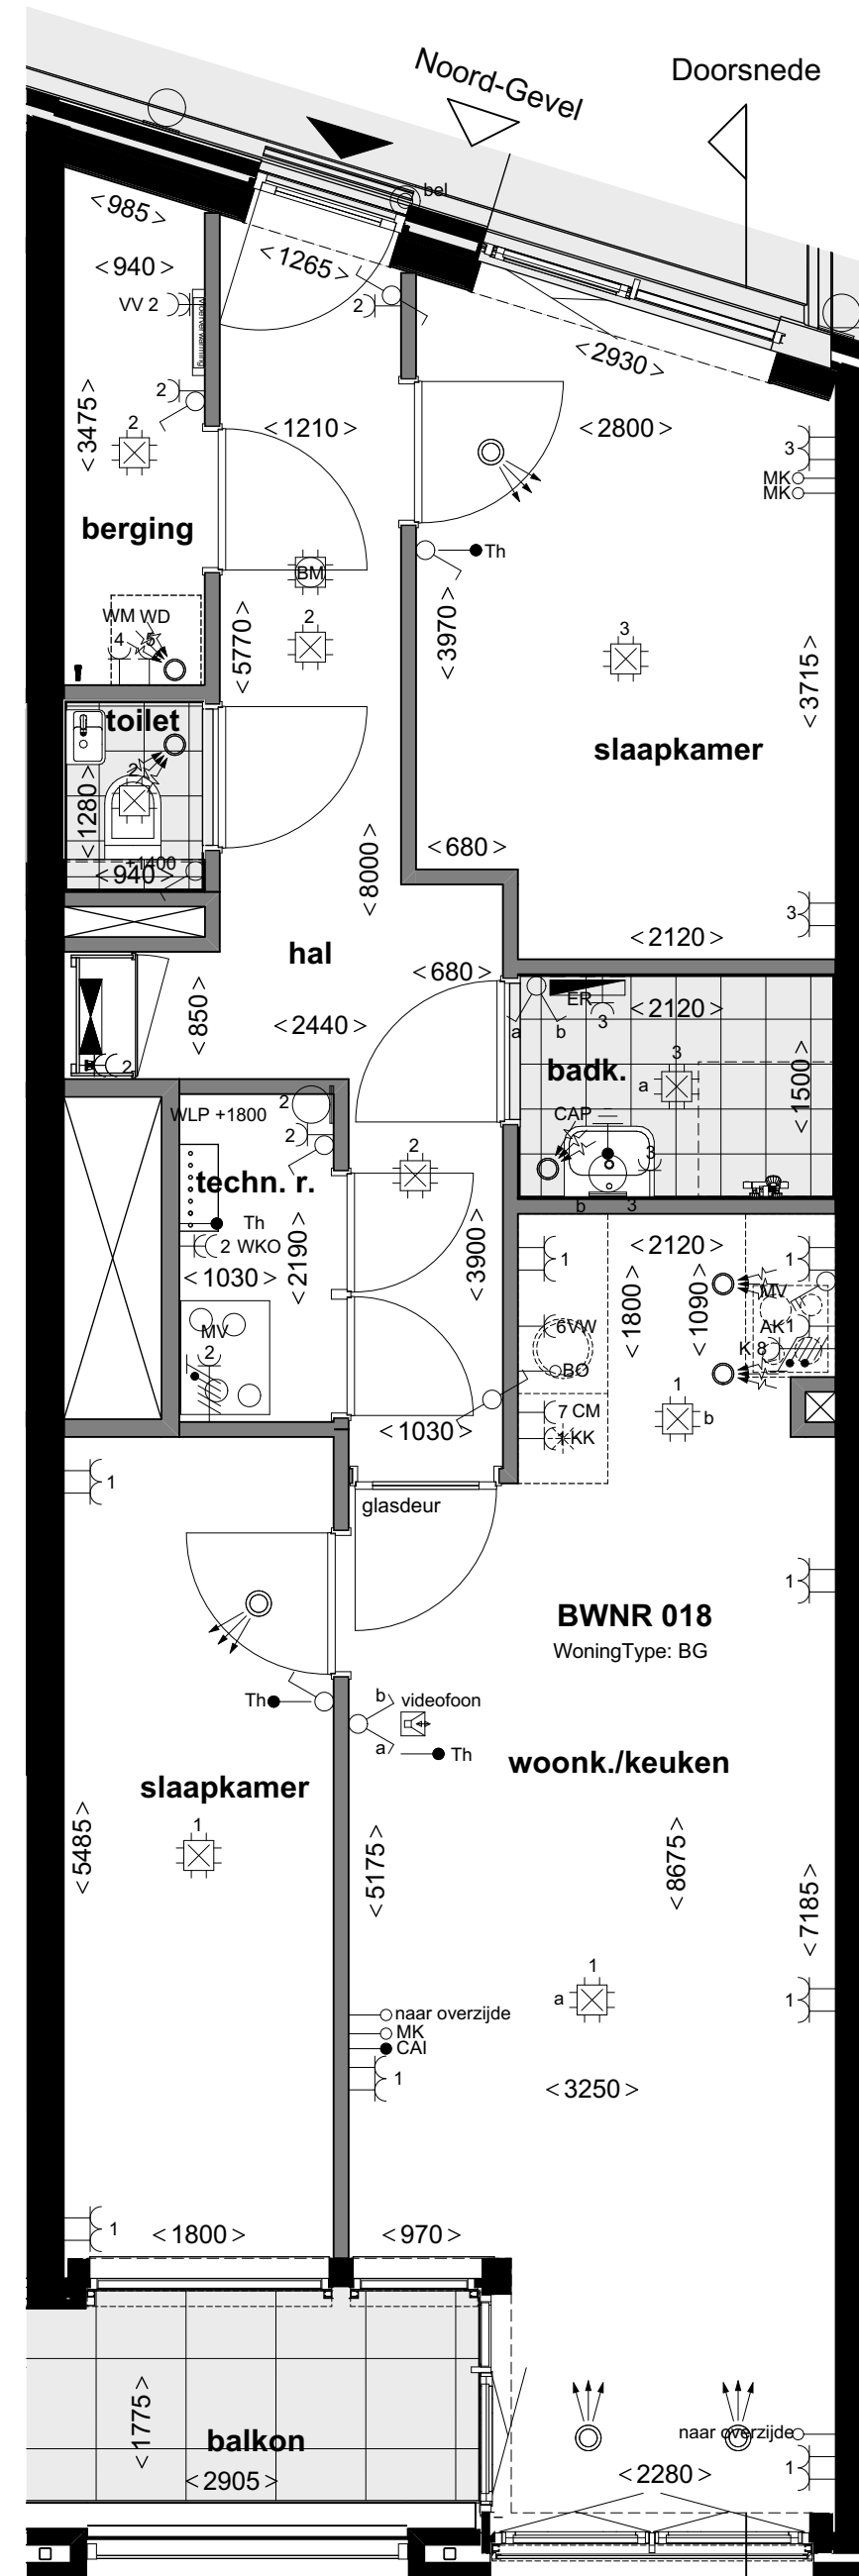 Noord-Gevel
Doorsnede
bel
<985>
<940>
<1265>
VV 2
2
<2930>
2
<3475>
2
<1210>
<2800>
3
MK
MK
berging
BM
Th
WM WD
4 5
<5770>
2
<3970>
3
<3715>
toilet
slaapkamer
2
<1280>
+1400
<940>
<8000>
<680>
3
<2120>
hal
<680>
<850>
<2440>
ER
3
<2120>
a b
2
badk.
3
a
<1500>
WLP +1800
2
2
CAP
2
3
techn. r.
b 3
Th
2 WKO
<2190>
<1030>
<3900>
1
<2120>
1
<1800>
<1090>
MV
MV
2
6VW
AK1
K 8
BO
1
b
7 CM
1 KK
<1030>
1
glasdeur
1
BWNR 018
WoningType: BG
Th
b
videofoon
a
Th
woonk./keuken
slaapkamer
1
<5485>
<5175>
<8675>
<7185>
1
a
1
naar overzijde
MK
CAI
1
<3250>
1
<1800>
<970>
<1775>
balkon
naar overzijde
<2905>
<2280>
1